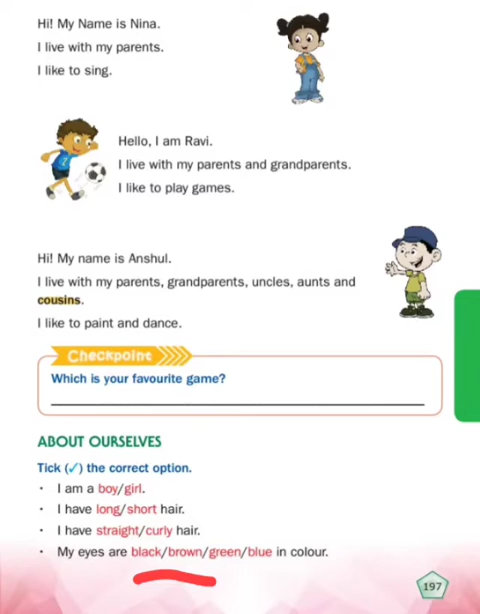 Hi! My Name is Nina.
I live with my parents.
I like to sing.
Hello, I am Ravi.
I live with my parents and grandparents.
I like to play games.
Hi! My name is Anshul.
I live with my parents, grandparents, uncles, aunts and
cousins.
I like to paint and dance.
Checkpoint
Which is your favourite game?
ABOUT OURSELVES
Tick (✓) the correct option.
• I am a boy/girl.
• I have long/short hair.
• I have straight/curly hair.
• My eyes are black/brown/green/blue in colour.
197